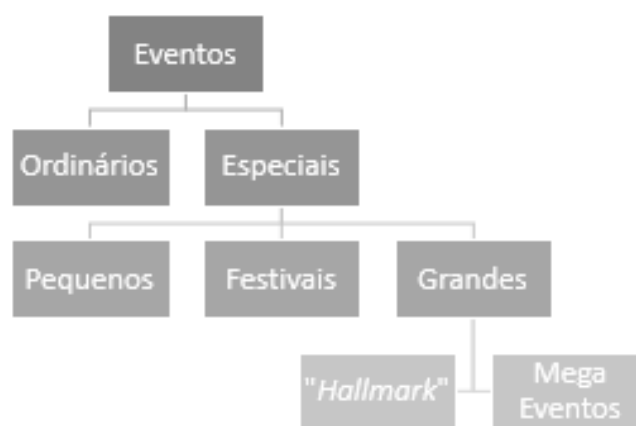 Eventos
Ordinários
Especiais
Pequenos
Festivais
Grandes
"Hallmark"
Mega
Eventos